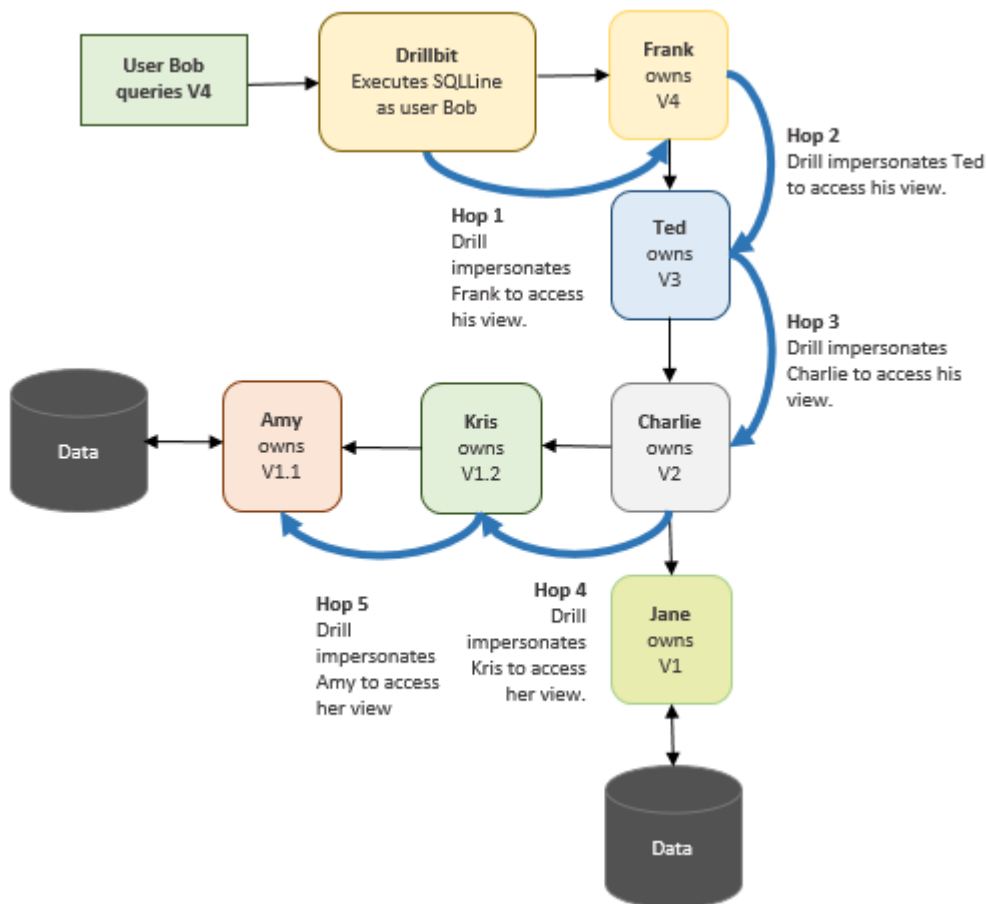 User Bob
queries V4
Drillbit
Executes SQLLine
as user Bob
Frank
owns
V4
Hop 2
Drill impersonates Ted
to access his view.
Hop 1
Drill
impersonates
Frank to access
his view.
Ted
owns
V3
Hop 3
Drill impersonates
Charlie to access his
view.
Data
Amy
owns
V1.1
Kris
owns
V1.2
Charlie
owns
V2
Hop 5
Drill
impersonates
Amy to access
her view
Hop 4
Drill
impersonates
Kris to access
her view.
Jane
owns
V1
Data